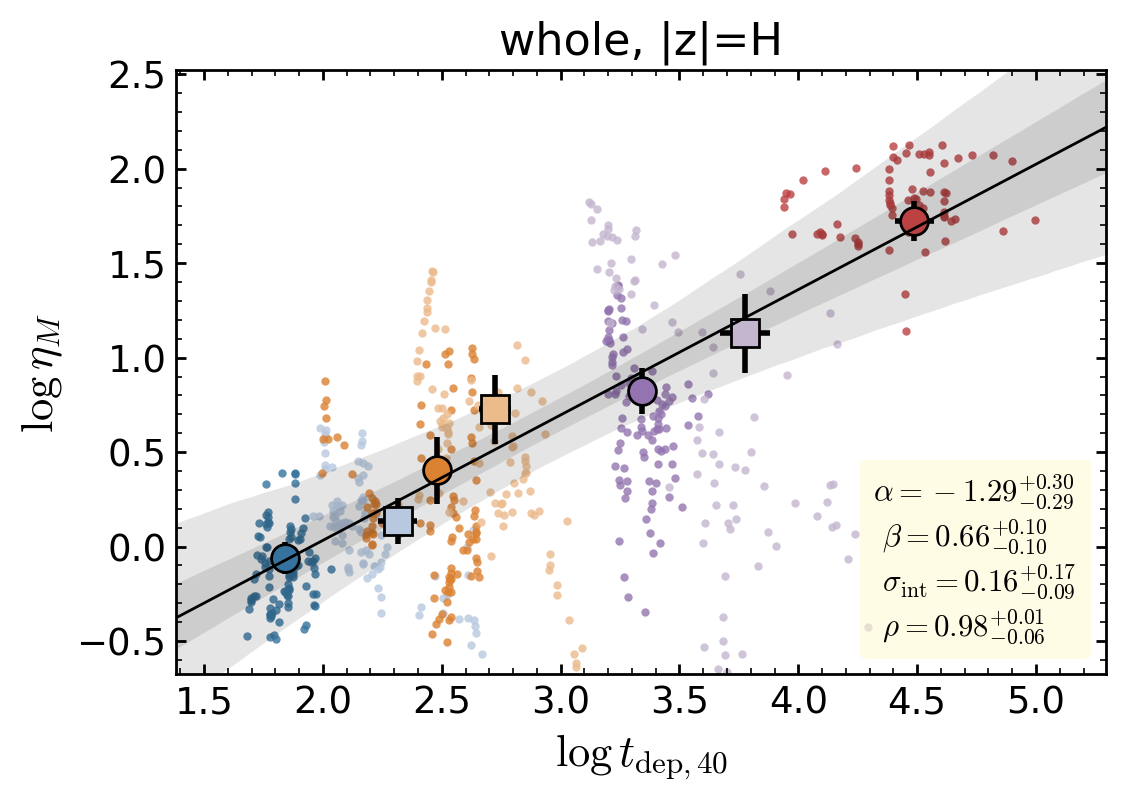 whole, |z|=H
2.5
2.0
1.5
1.0
0.5
0.0
−0.5
log η_M
α = −1.29^{+0.30}_{−0.29}
β = 0.66^{+0.10}_{−0.10}
σ_int = 0.16^{+0.17}_{−0.09}
ρ = 0.98^{+0.01}_{−0.06}
1.5 2.0 2.5 3.0 3.5 4.0 4.5 5.0
log t_{dep, 40}